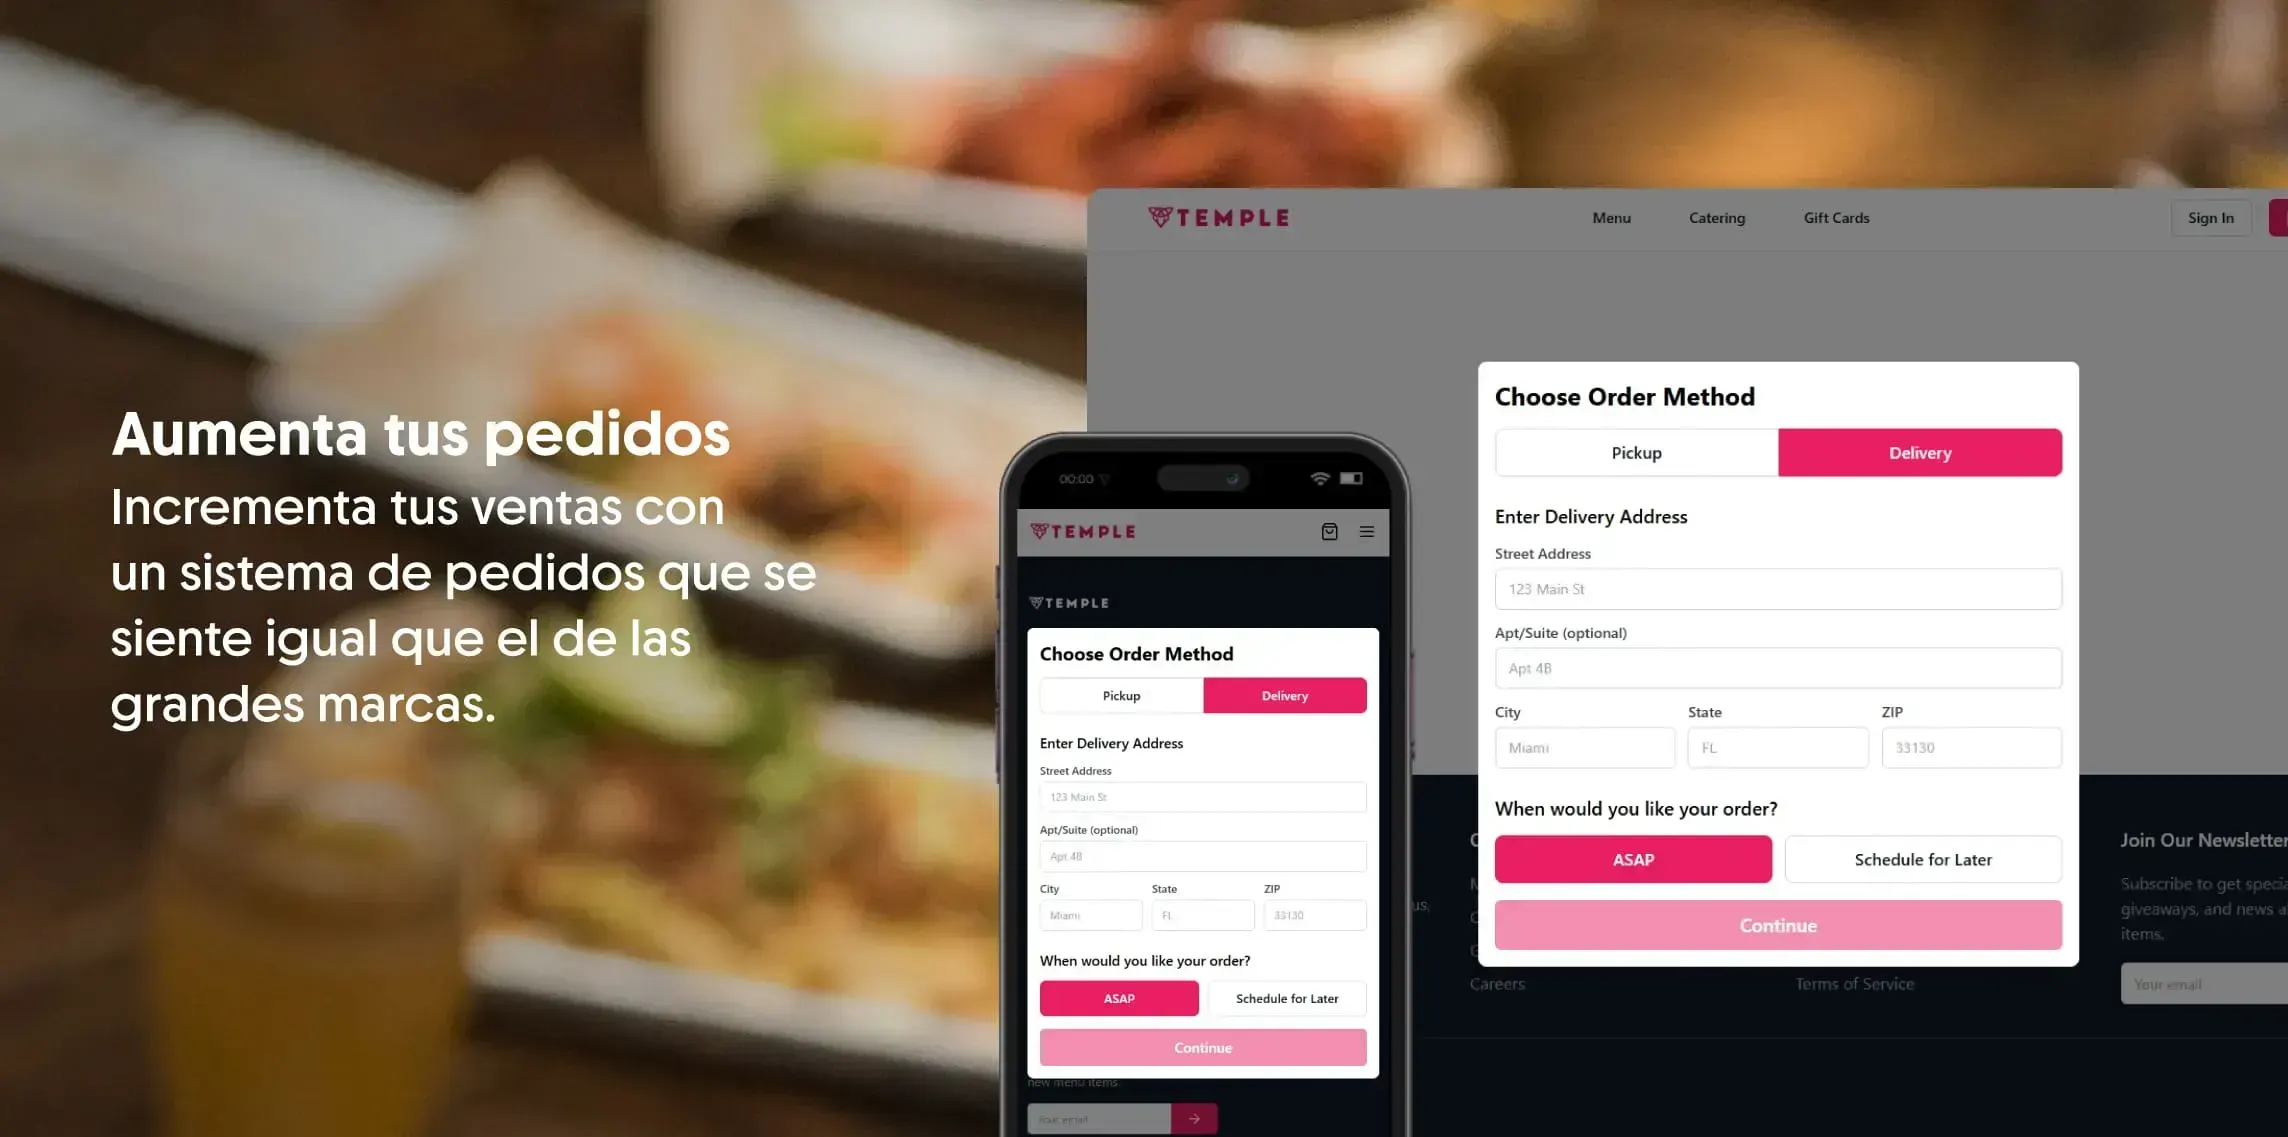 Aumenta tus pedidos
Incrementa tus ventas con
un sistema de pedidos que se
siente igual que el de las
grandes marcas.
TEMPLE
Menu
Catering
Gift Cards
Sign In
Choose Order Method
Pickup
Delivery
Enter Delivery Address
Street Address
123 Main St
Apt/Suite (optional)
Apt 4B
City
State
ZIP
Miami
FL
33130
When would you like your order?
ASAP
Schedule for Later
Continue
us,
Careers
Terms of Service
Join Our Newsletter
Subscribe to get specia
giveaways, and news a
items.
Your email
00:00
TEMPLE
TEMPLE
Choose Order Method
Pickup
Delivery
Enter Delivery Address
Street Address
123 Main St
Apt/Suite (optional)
Apt 4B
City
State
ZIP
Miami
FL
33130
When would you like your order?
ASAP
Schedule for Later
Continue
new menu items.
Your email